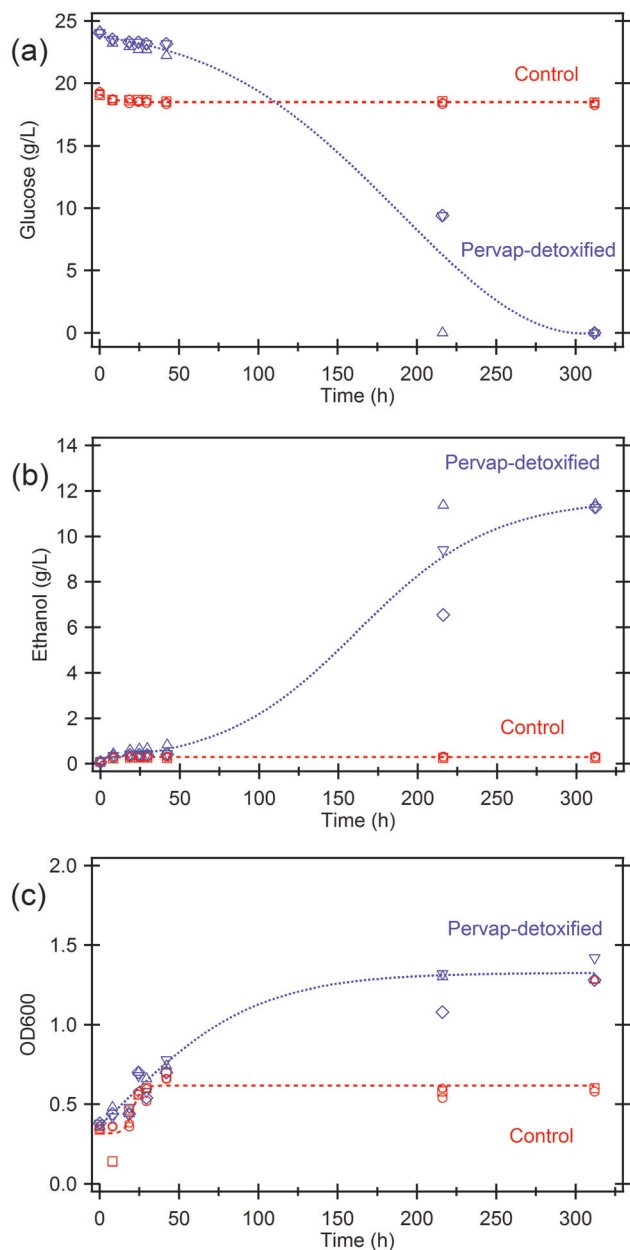 (a)
25
20
15
10
5
0
Glucose (g/L)
Control
Pervap-detoxified
0 50 100 150 200 250 300
Time (h)
(b)
14
12
10
8
6
4
2
0
Ethanol (g/L)
Pervap-detoxified
Control
0 50 100 150 200 250 300
Time (h)
(c)
2.0
1.5
1.0
0.5
0.0
OD600
Pervap-detoxified
Control
0 50 100 150 200 250 300
Time (h)